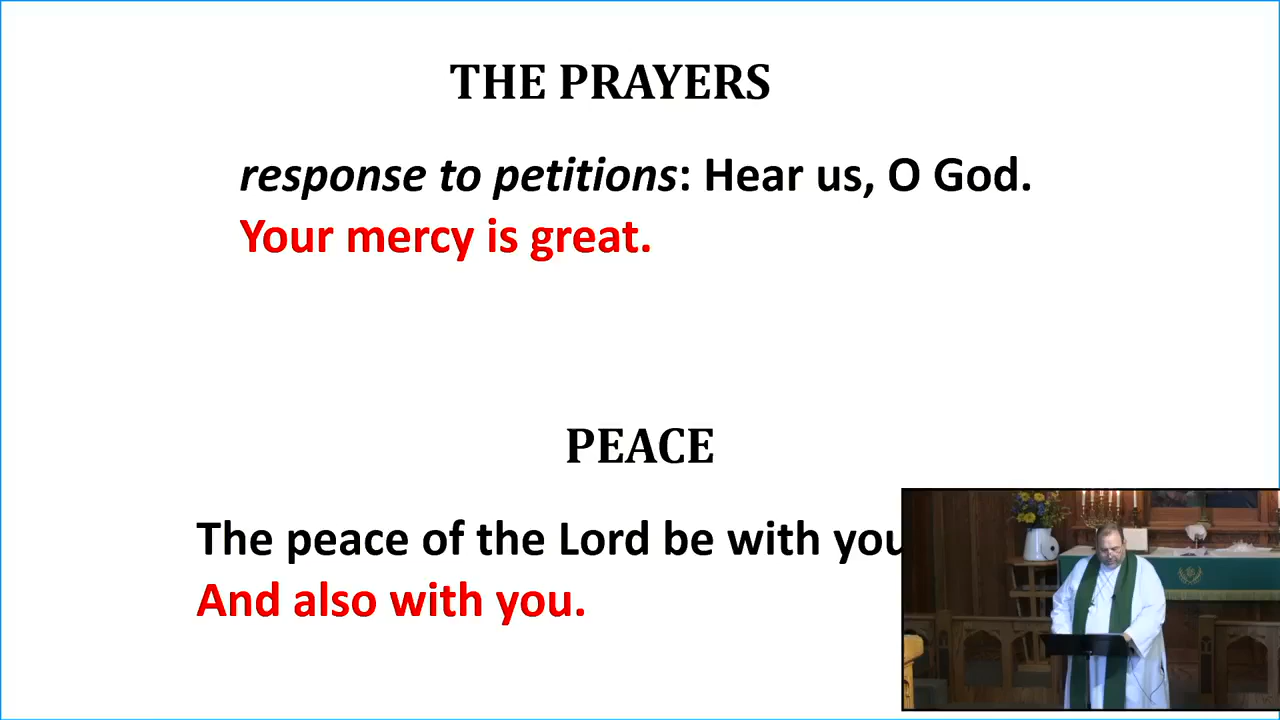 THE PRAYERS
response to petitions: Hear us, O God.
Your mercy is great.
PEACE
The peace of the Lord be with you
And also with you.